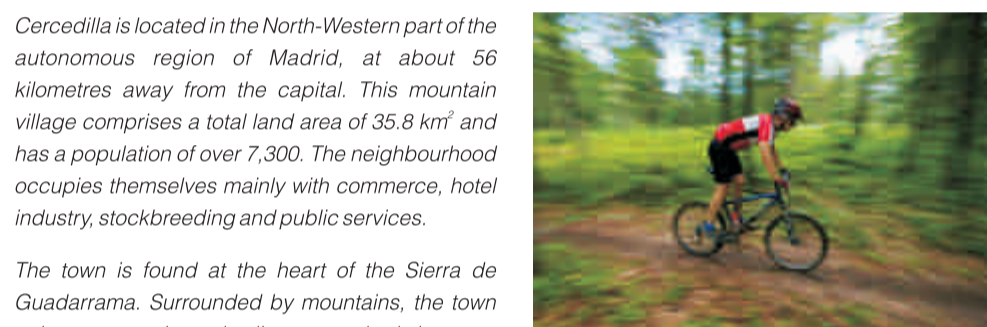 Cercedilla is located in the North-Western part of the
autonomous region of Madrid, at about 56
kilometres away from the capital. This mountain
village comprises a total land area of 35.8 km² and
has a population of over 7,300. The neighbourhood
occupies themselves mainly with commerce, hotel
industry, stockbreeding and public services.
The town is found at the heart of the Sierra de
Guadarrama. Surrounded by mountains, the town